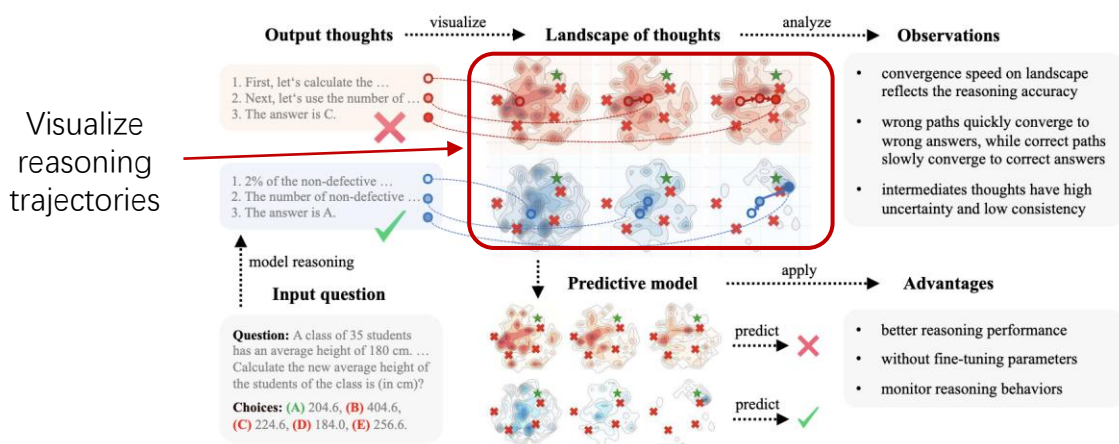 Output thoughts
visualize
Landscape of thoughts
analyze
Observations
1. First, let's calculate the …
2. Next, let's use the number of …
3. The answer is C.
1. 2% of the non-defective …
2. The number of non-defective …
3. The answer is A.
Visualize
reasoning
trajectories
• convergence speed on landscape
reflects the reasoning accuracy
• wrong paths quickly converge to
wrong answers, while correct paths
slowly converge to correct answers
• intermediates thoughts have high
uncertainty and low consistency
model reasoning
Input question
Question: A class of 35 students
has an average height of 180 cm. …
Calculate the new average height of
the students of the class is (in cm)?
Choices: (A) 204.6, (B) 404.6,
(C) 224.6, (D) 184.0, (E) 256.6.
Predictive model
apply
Advantages
predict
predict
• better reasoning performance
• without fine-tuning parameters
• monitor reasoning behaviors